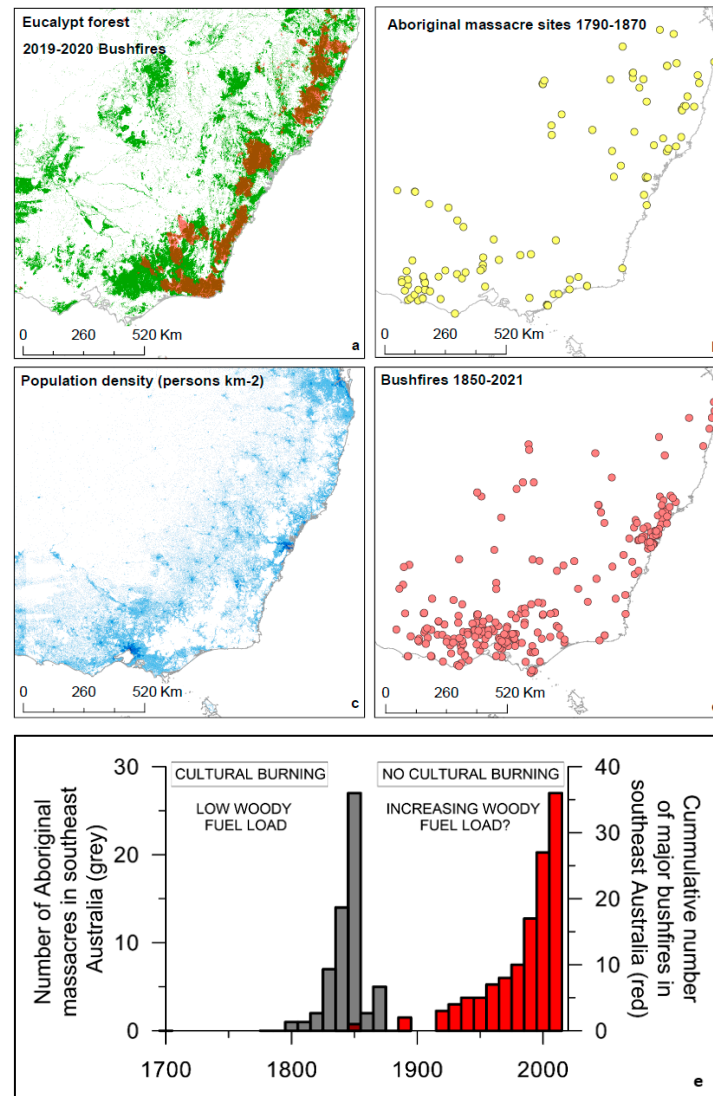 Eucalypt forest
2019-2020 Bushfires
0 260 520 Km
a
Aboriginal massacre sites 1790-1870
0 260 520 Km
Population density (persons km-2)
0 260 520 Km
c
Bushfires 1850-2021
0 260 520 Km
30
20
10
0
Number of Aboriginal
massacres in southeast
Australia (grey)
CULTURAL BURNING
LOW WOODY
FUEL LOAD
NO CULTURAL BURNING
INCREASING WOODY
FUEL LOAD?
40
30
20
10
0
Cummulative number
of major bushfires in
southeast Australia (red)
1700 1800 1900 2000
e